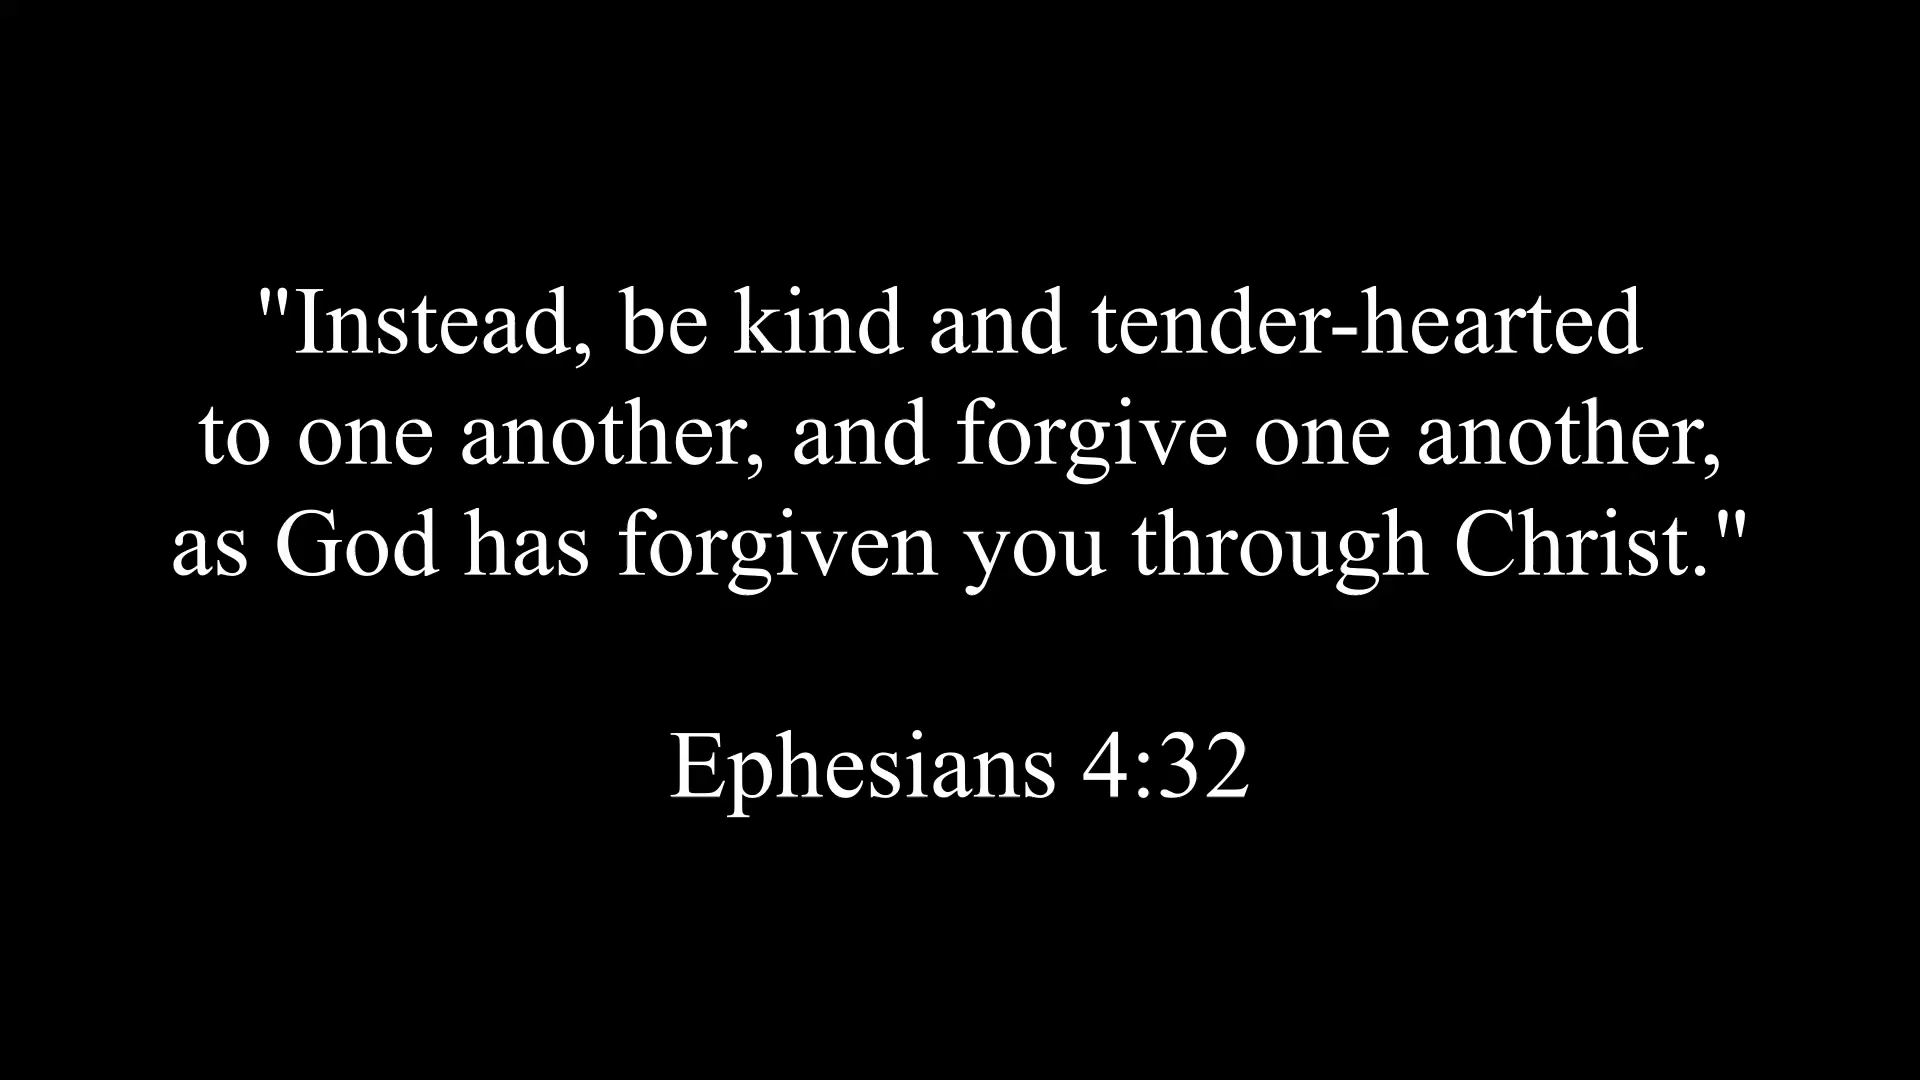 "Instead, be kind and tender-hearted
to one another, and forgive one another,
as God has forgiven you through Christ."
Ephesians 4:32